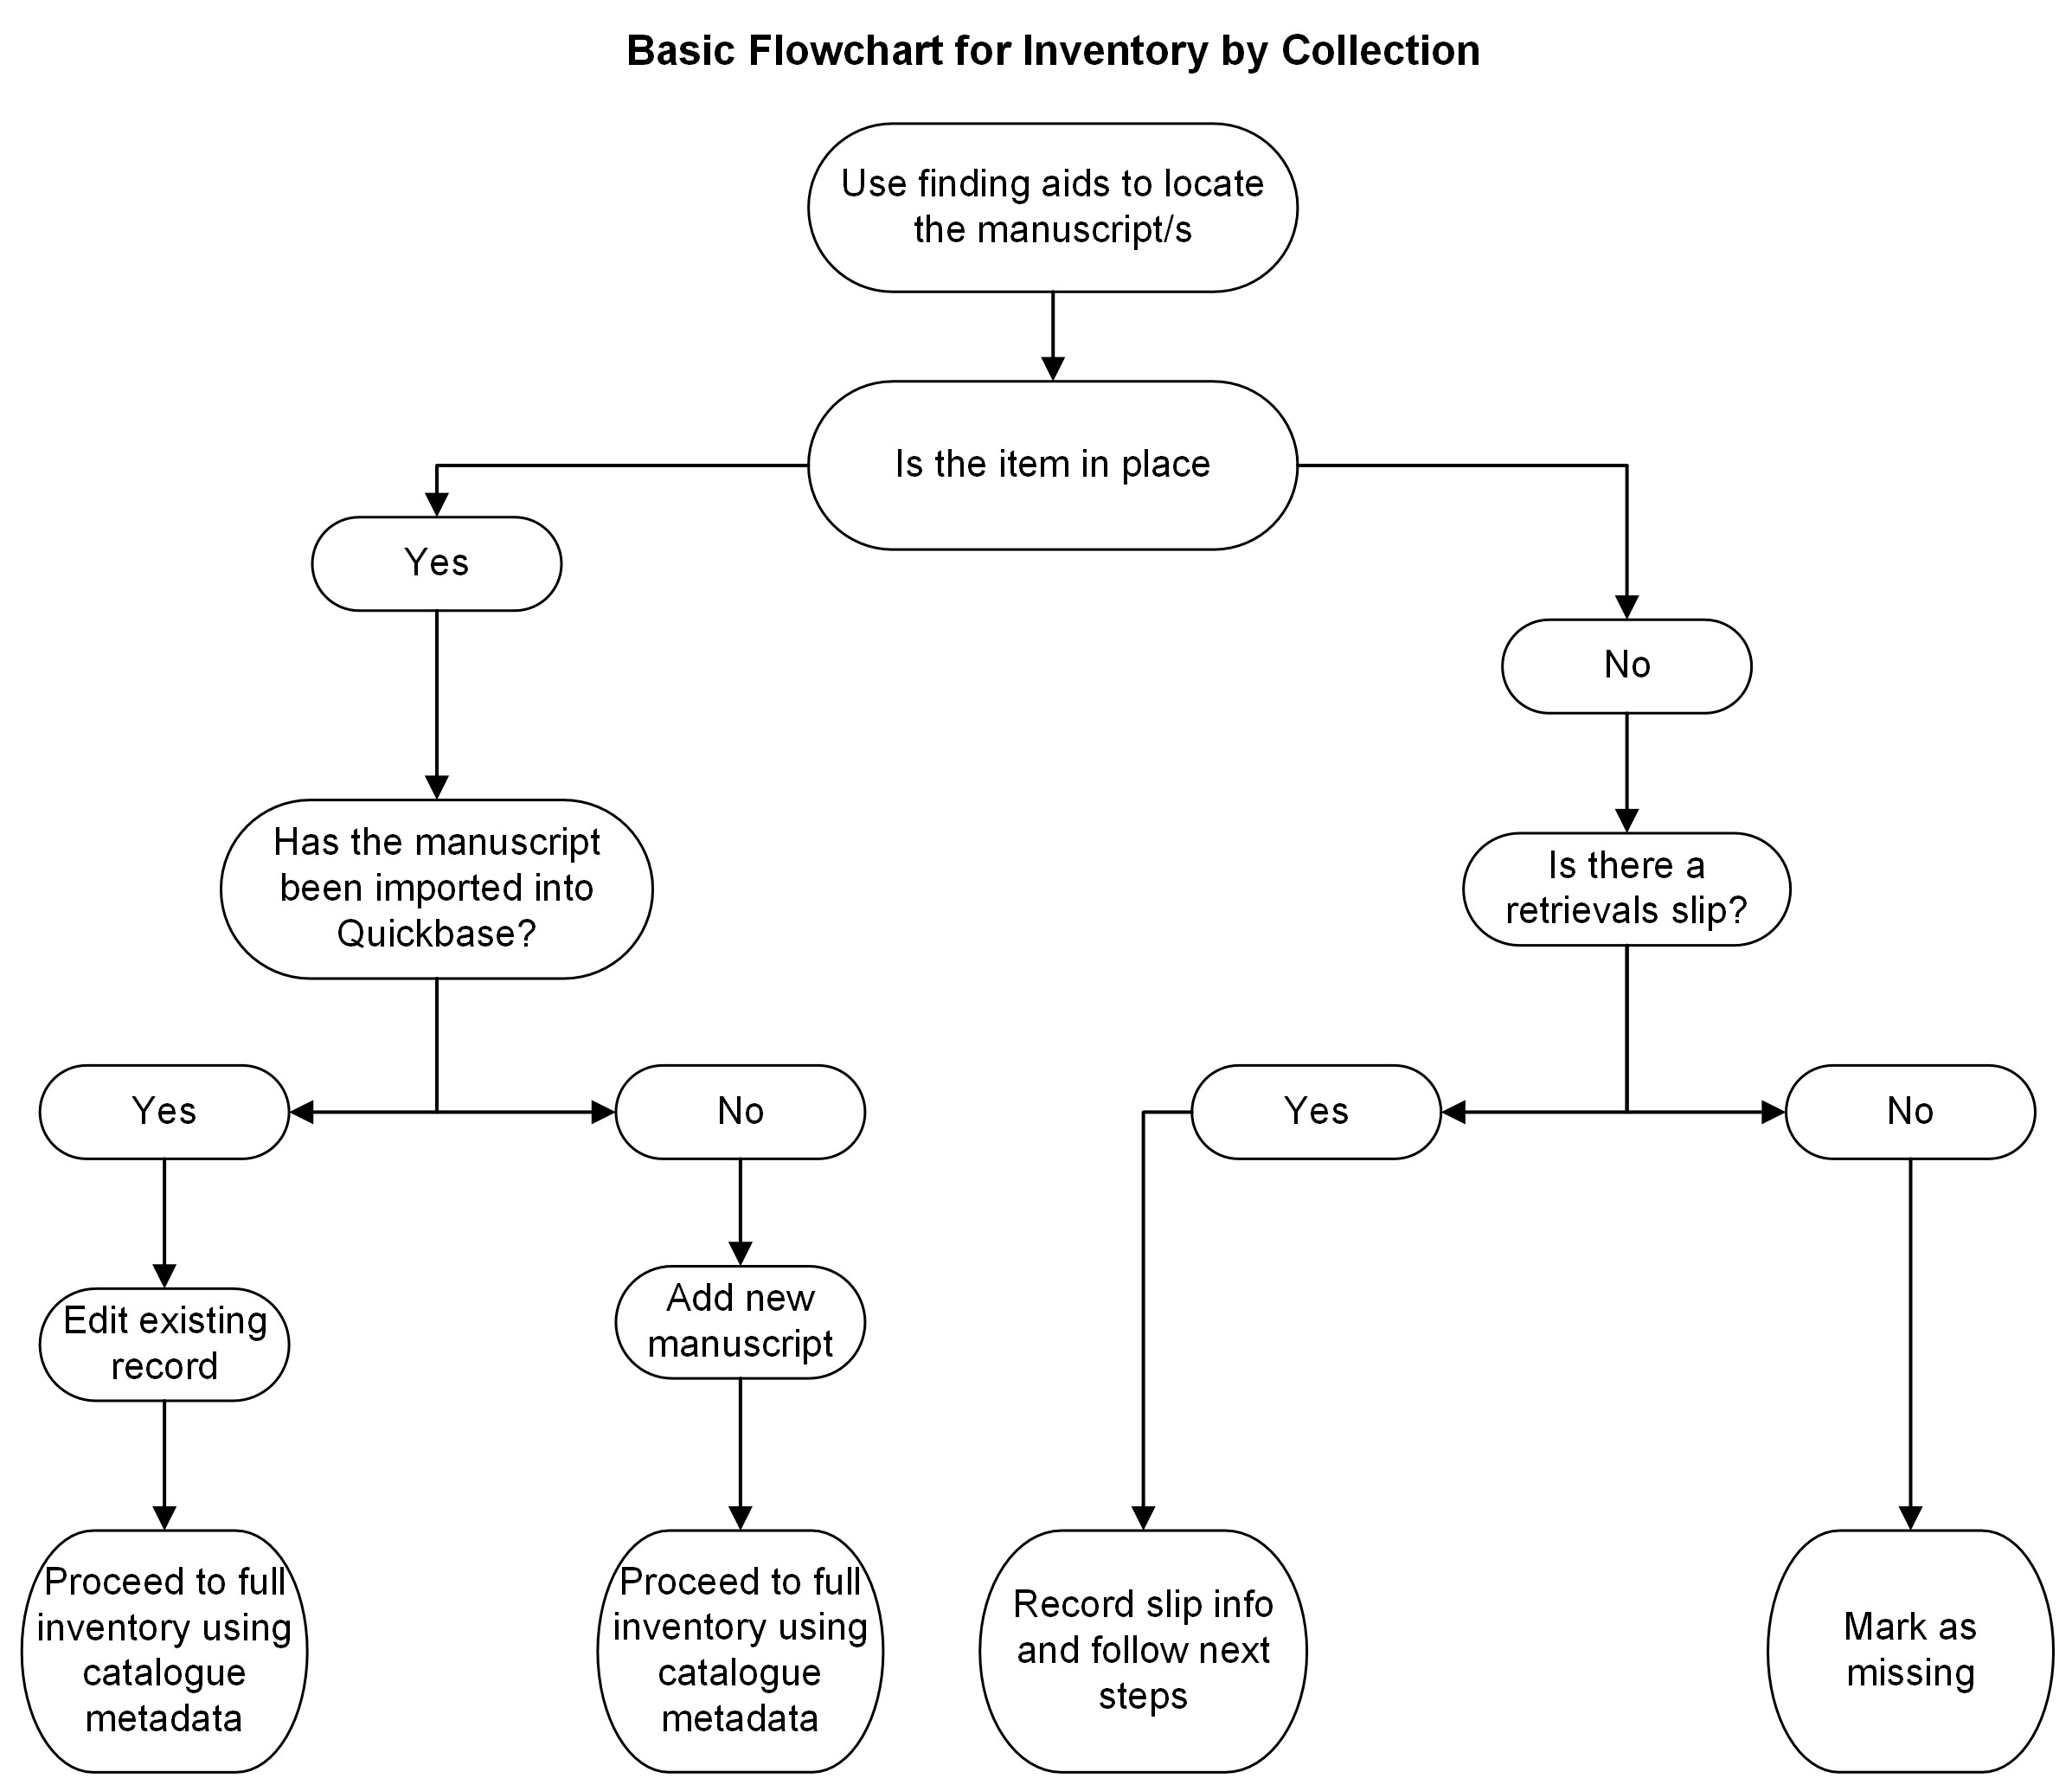 Basic Flowchart for Inventory by Collection
Use finding aids to locate
the manuscript/s
Is the item in place
Yes
No
Has the manuscript
been imported into
Quickbase?
Is there a
retrievals slip?
Yes
No
Yes
No
Edit existing
record
Add new
manuscript
Proceed to full
inventory using
catalogue
metadata
Proceed to full
inventory using
catalogue
metadata
Record slip info
and follow next
steps
Mark as
missing